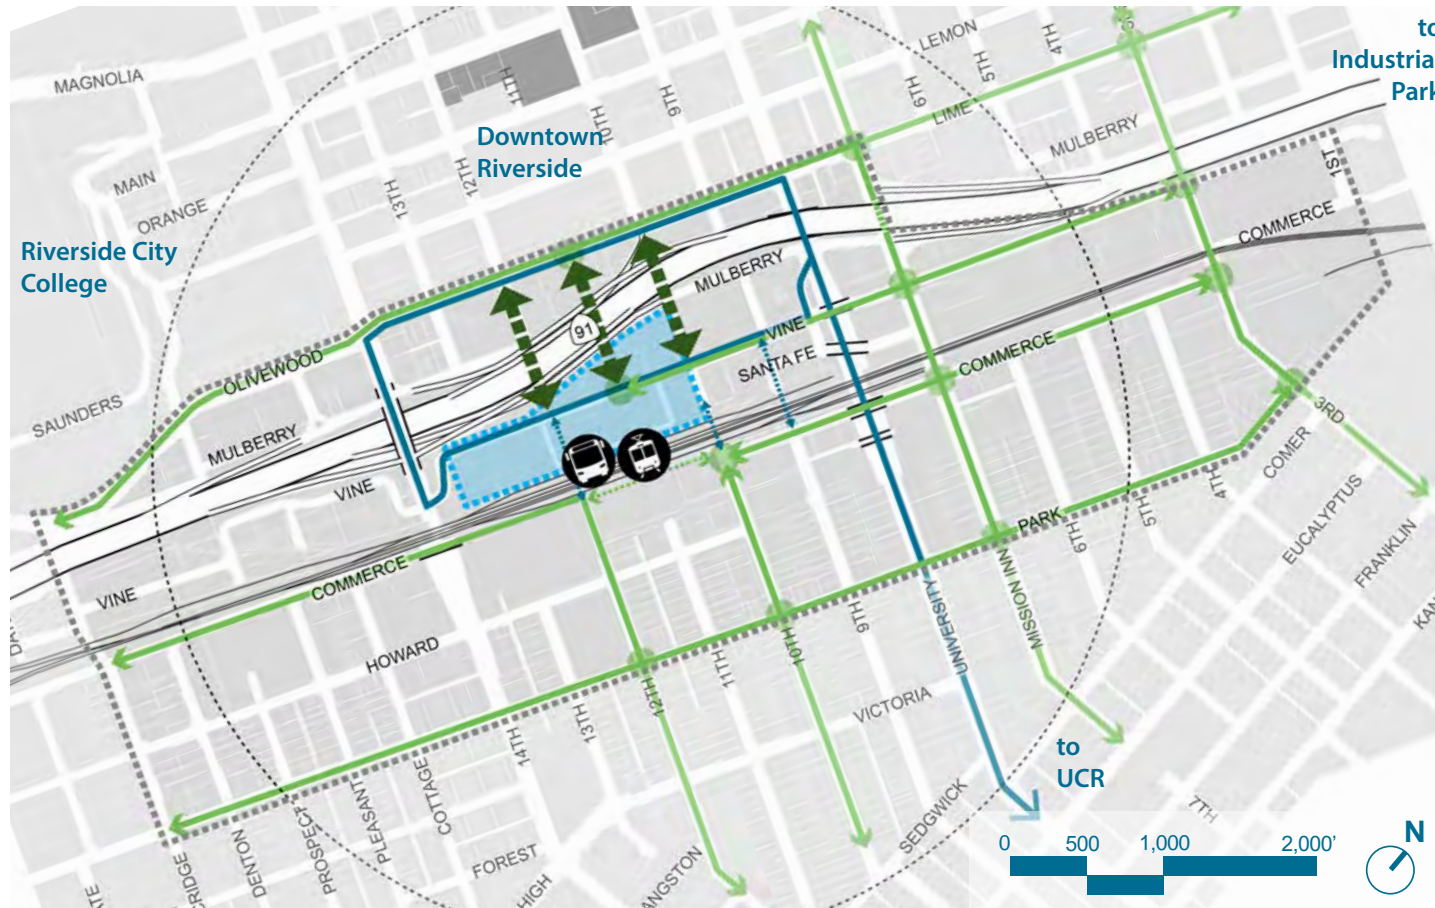 to
Industrial
Park
LEMON
4TH
5TH
6TH
LIME
MULBERRY
1ST
COMMERCE
MAGNOLIA
11TH
10TH
9TH
Downtown
Riverside
12TH
13TH
MAIN
ORANGE
Riverside City
College
MULBERRY
91
VINE
SANTA FE
COMMERCE
OLIVEWOOD
SAUNDERS
MULBERRY
VINE
VINE
COMMERCE
HOWARD
3RD
COMER
4TH
EUCALYPTUS
FRANKLIN
5TH
6TH
PARK
MISSION INN
UNIVERSITY
9TH
10TH
11TH
12TH
13TH
14TH
VICTORIA
to
UCR
COTTAGE
PLEASANT
PROSPECT
DENTON
FOREST
HIGH
SEDGWICK
7TH
0 500 1,000 2,000’
N